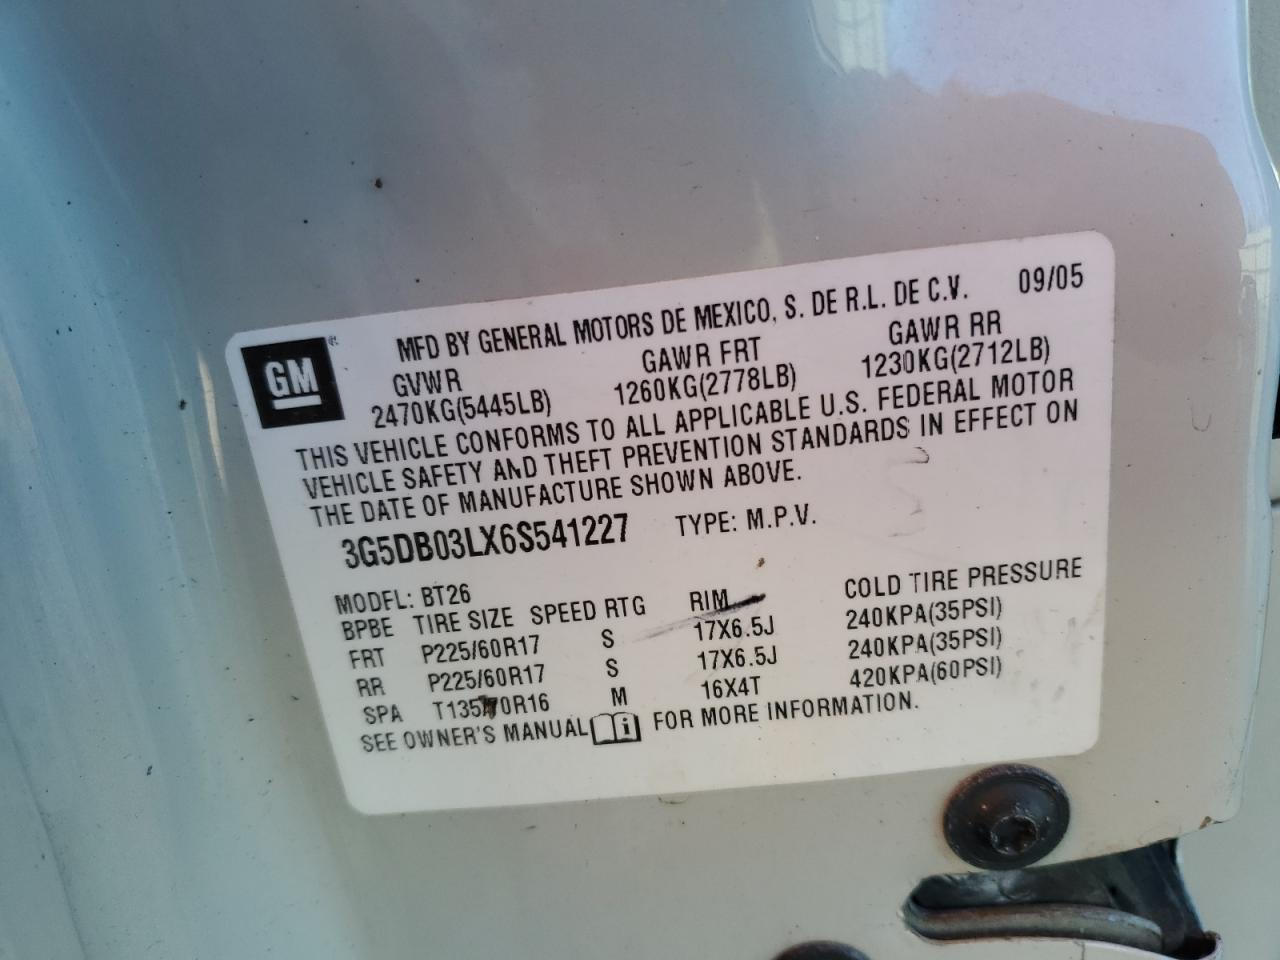 MFD BY GENERAL MOTORS DE MEXICO, S. DE R.L. DE C.V. 09/05
GM
GVWR GAWR FRT GAWR RR
2470KG(5445LB) 1260KG(2778LB) 1230KG(2712LB)
THIS VEHICLE CONFORMS TO ALL APPLICABLE U.S. FEDERAL MOTOR
VEHICLE SAFETY AND THEFT PREVENTION STANDARDS IN EFFECT ON
THE DATE OF MANUFACTURE SHOWN ABOVE.
3G5DB03LX6S541227 TYPE: M.P.V.
MODEL: BT26
BPBE TIRE SIZE SPEED RTG RIM COLD TIRE PRESSURE
FRT P225/60R17 S 17X6.5J 240KPA(35PSI)
RR P225/60R17 S 17X6.5J 240KPA(35PSI)
SPA T135/70R16 M 16X4T 420KPA(60PSI)
SEE OWNER'S MANUAL FOR MORE INFORMATION.